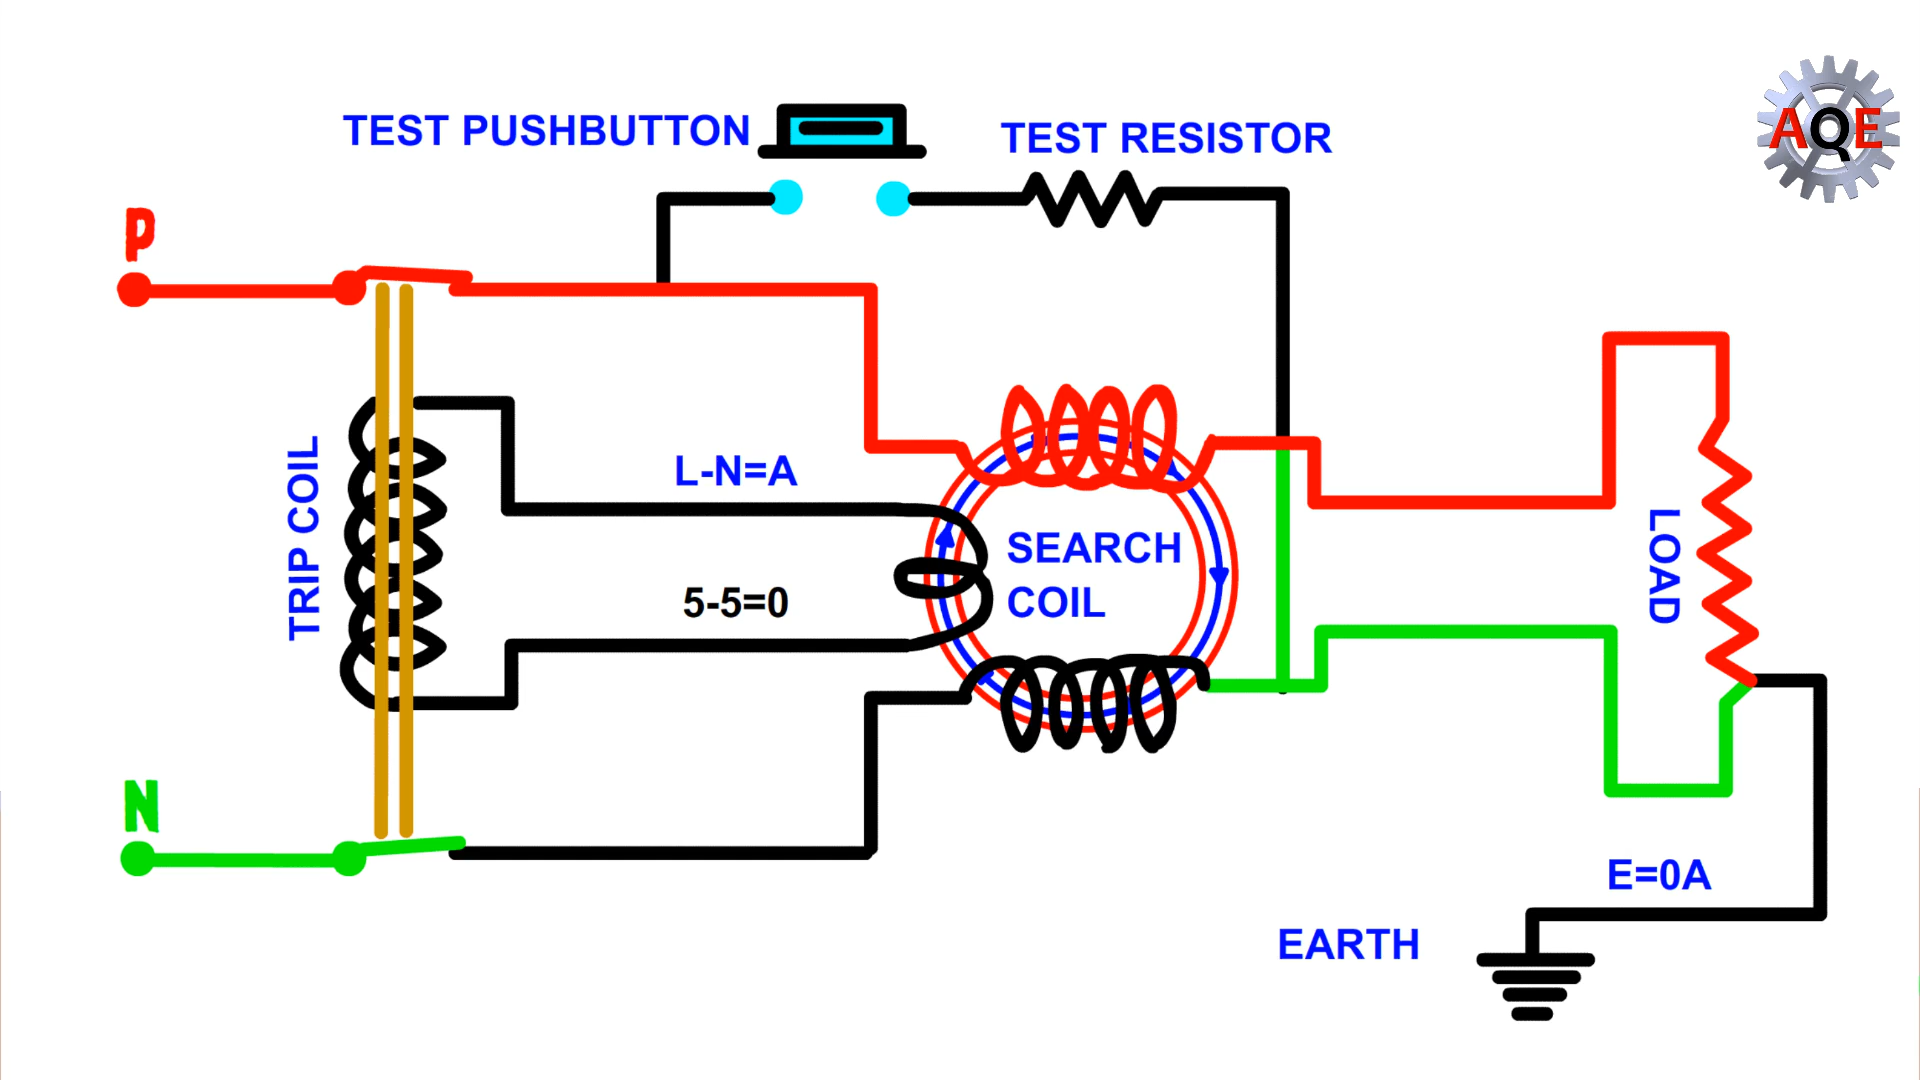 TEST PUSHBUTTON
TEST RESISTOR
AQE
P
L-N=A
TRIP COIL
SEARCH
COIL
LOAD
5-5=0
N
E=0A
EARTH